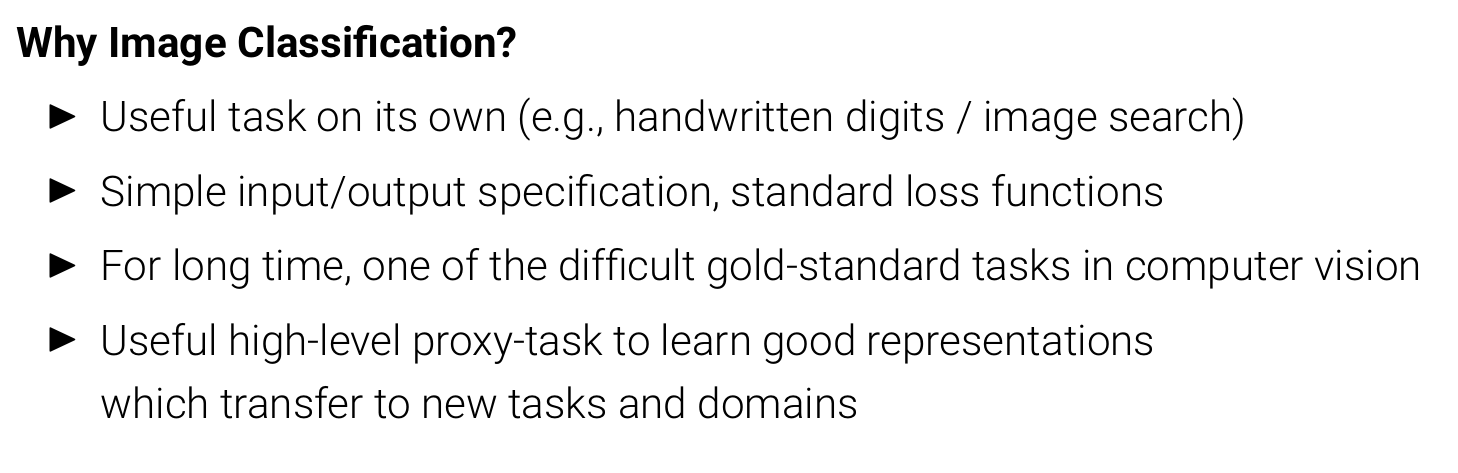 Why Image Classification?
► Useful task on its own (e.g., handwritten digits / image search)
► Simple input/output specification, standard loss functions
► For long time, one of the difficult gold-standard tasks in computer vision
► Useful high-level proxy-task to learn good representations
which transfer to new tasks and domains